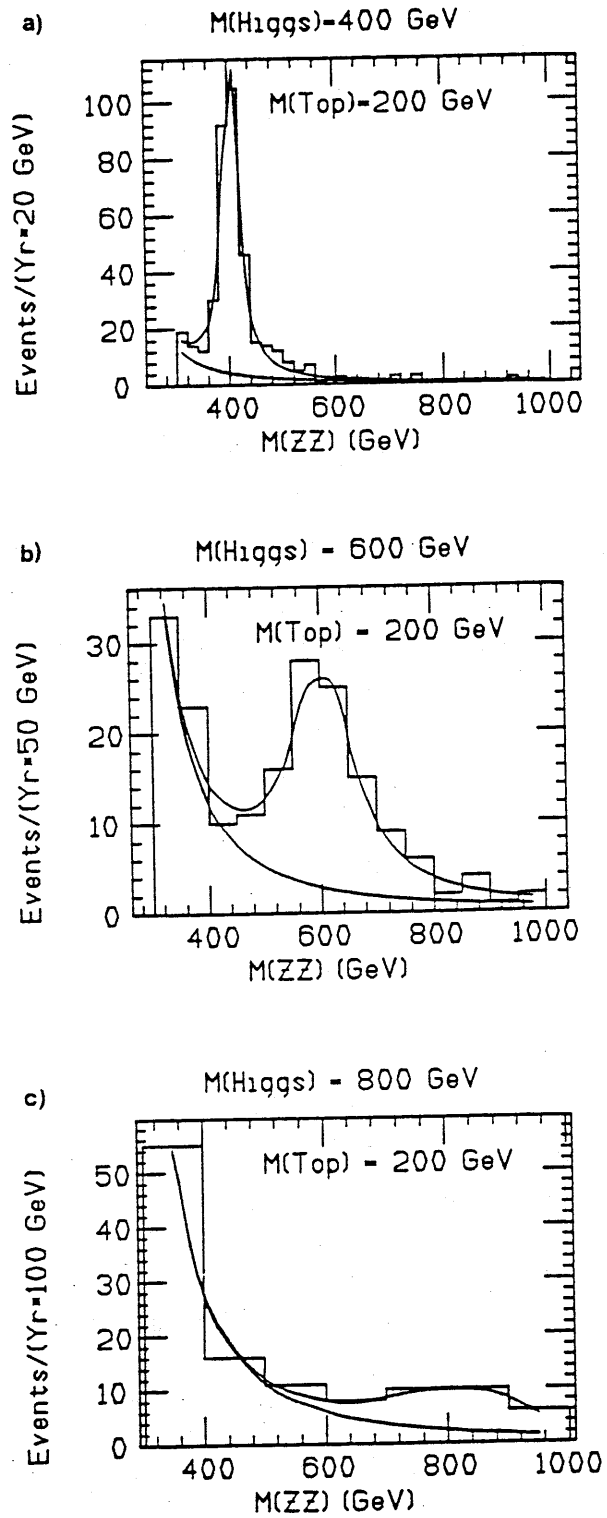 a)
M(Higgs)=400 GeV
M(Top)=200 GeV
Events/(Yr*20 GeV)
100
80
60
40
20
0
400 600 800 1000
M(ZZ) (GeV)
b)
M(Higgs) = 600 GeV
M(Top) = 200 GeV
Events/(Yr*50 GeV)
30
20
10
0
400 600 800 1000
M(ZZ) (GeV)
c)
M(Higgs) = 800 GeV
M(Top) = 200 GeV
Events/(Yr*100 GeV)
50
40
30
20
10
0
400 600 800 1000
M(ZZ) (GeV)